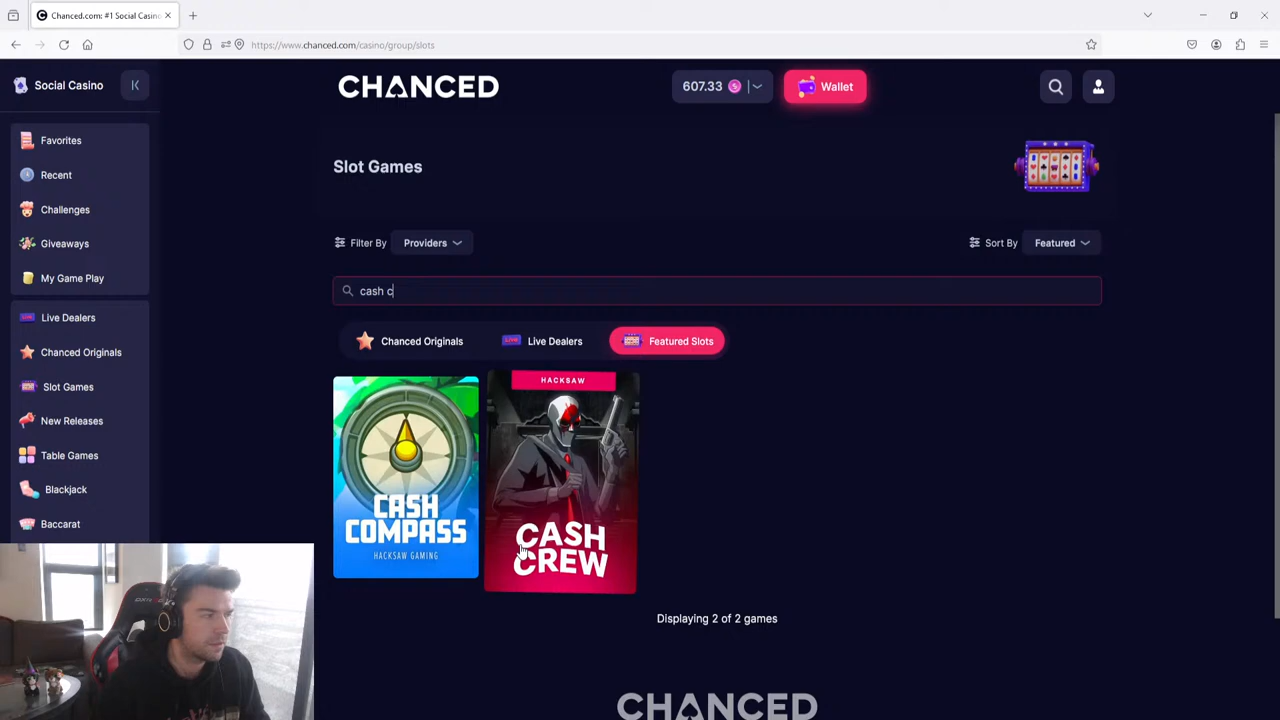 Chanced.com: #1 Social Casino
https://www.chanced.com/casino/group/slots
Social Casino
CHANCED
607.33
Wallet
Favorites
Recent
Challenges
Giveaways
My Game Play
Live Dealers
Chanced Originals
Slot Games
New Releases
Table Games
Blackjack
Baccarat
Slot Games
Filter By
Providers
Sort By
Featured
cash c
Chanced Originals
LIVE
Live Dealers
Featured Slots
CASH
COMPASS
HACKSAW GAMING
HACKSAW
CASH
CREW
Displaying 2 of 2 games
CHANCED